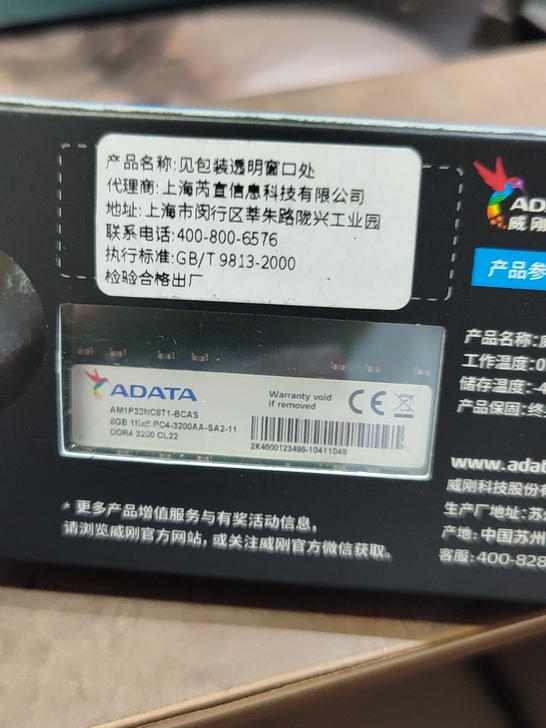 产品名称:见包装透明窗口处
代理商:上海芮宣信息科技有限公司
地址:上海市闵行区莘朱路陇兴工业园
联系电话:400-800-6576
执行标准:GB/T 9813-2000
检验合格出厂
AD
威刚
产品参
ADATA
AM1P32NC8T1-BCAS
8GB 1Rx8 PC4-3200AA-SA2-11
DDR4 3200 CL22
Warranty void
if removed
CE
2K4600123496-10411049
产品名称:
工作温度:0
储存温度:-4
产品保固:终
www.adat
威刚科技股份有
生产厂地址:苏
产地:中国苏州
客服:400-828
* 更多产品增值服务与有奖活动信息,
请浏览威刚官方网站,或关注威刚官方微信获取。